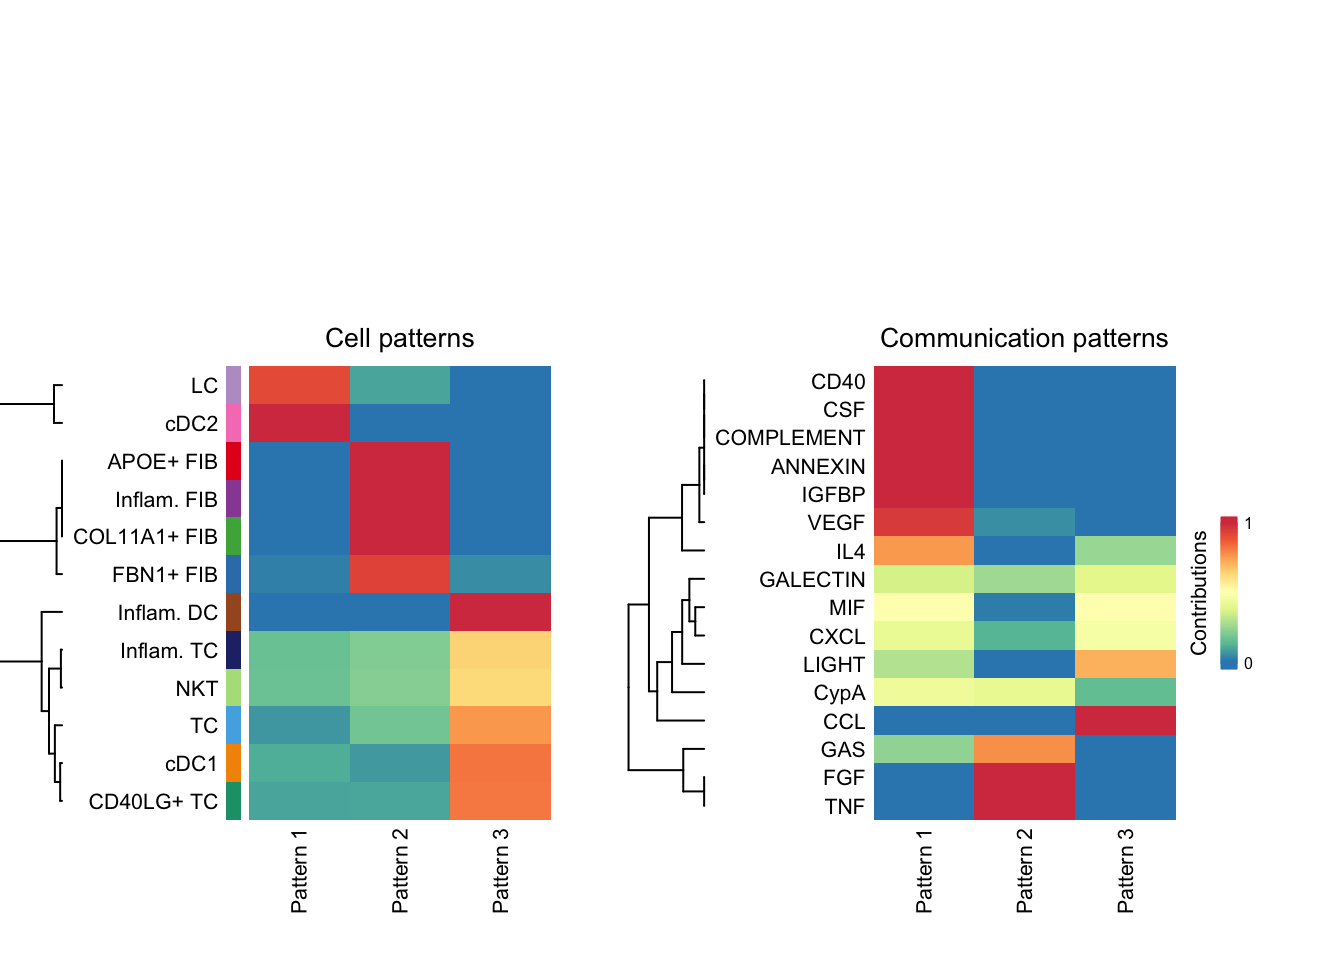 Cell patterns
LC
cDC2
APOE+ FIB
Inflam. FIB
COL11A1+ FIB
FBN1+ FIB
Inflam. DC
Inflam. TC
NKT
TC
cDC1
CD40LG+ TC
Pattern 1
Pattern 2
Pattern 3
Communication patterns
CD40
CSF
COMPLEMENT
ANNEXIN
IGFBP
VEGF
IL4
GALECTIN
MIF
CXCL
LIGHT
CypA
CCL
GAS
FGF
TNF
Pattern 1
Pattern 2
Pattern 3
Contributions
1
0